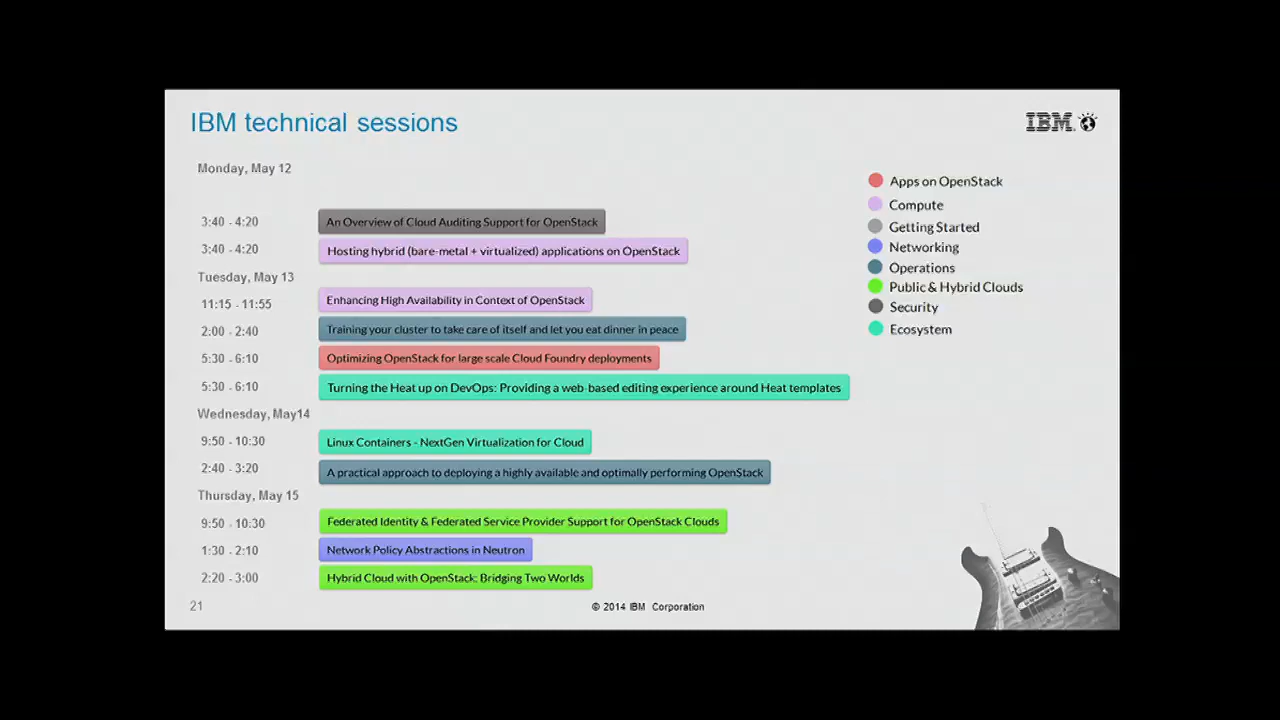 IBM technical sessions
IBM
Monday, May 12
3:40 - 4:20 An Overview of Cloud Auditing Support for OpenStack
3:40 - 4:20 Hosting hybrid (bare-metal + virtualized) applications on OpenStack
Tuesday, May 13
11:15 - 11:55 Enhancing High Availability in Context of OpenStack
2:00 - 2:40 Training your cluster to take care of itself and let you eat dinner in peace
5:30 - 6:10 Optimizing OpenStack for large scale Cloud Foundry deployments
5:30 - 6:10 Turning the Heat up on DevOps: Providing a web-based editing experience around Heat templates
Wednesday, May14
9:50 - 10:30 Linux Containers - NextGen Virtualization for Cloud
2:40 - 3:20 A practical approach to deploying a highly available and optimally performing OpenStack
Thursday, May 15
9:50 - 10:30 Federated Identity & Federated Service Provider Support for OpenStack Clouds
1:30 - 2:10 Network Policy Abstractions in Neutron
2:20 - 3:00 Hybrid Cloud with OpenStack: Bridging Two Worlds
Apps on OpenStack
Compute
Getting Started
Networking
Operations
Public & Hybrid Clouds
Security
Ecosystem
21
© 2014 IBM Corporation